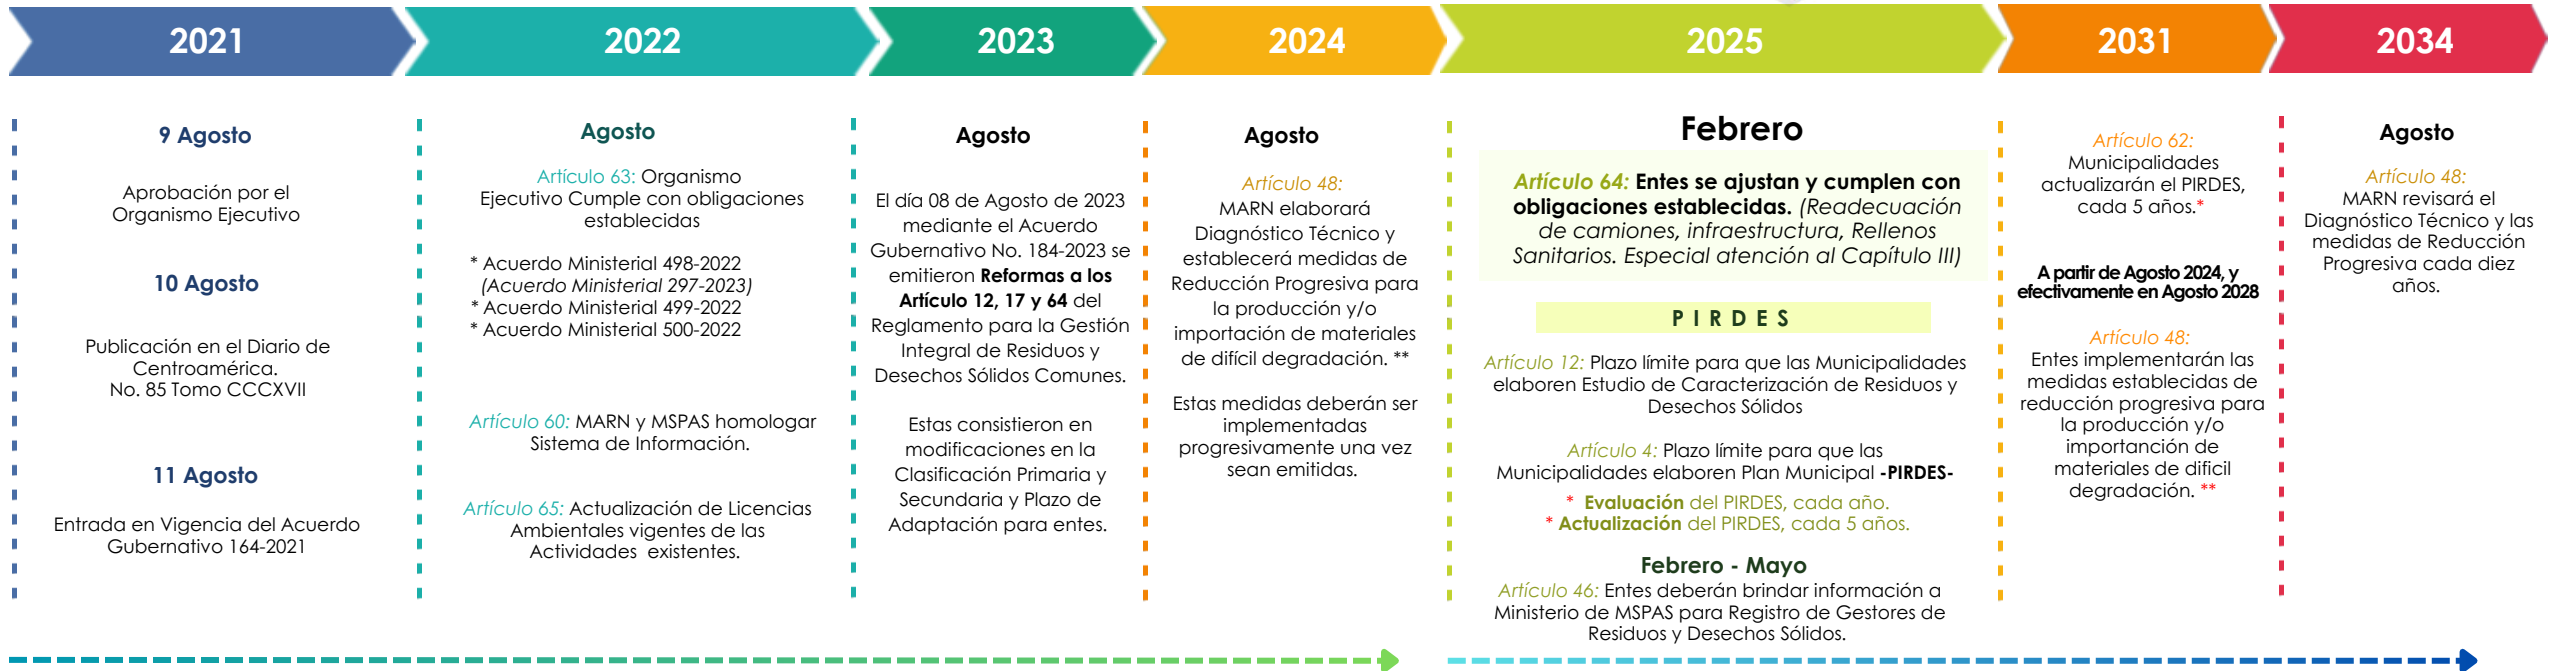 2021
9 Agosto
Aprobación por el
Organismo Ejecutivo
10 Agosto
Publicación en el Diario de
Centroamérica.
No. 85 Tomo CCCXVII
11 Agosto
Entrada en Vigencia del Acuerdo
Gubernativo 164-2021
2022
Agosto
Artículo 63: Organismo
Ejecutivo Cumple con obligaciones
establecidas
* Acuerdo Ministerial 498-2022
(Acuerdo Ministerial 297-2023)
* Acuerdo Ministerial 499-2022
* Acuerdo Ministerial 500-2022
Artículo 60: MARN y MSPAS homologar
Sistema de Información.
Artículo 65: Actualización de Licencias
Ambientales vigentes de las
Actividades existentes.
2023
Agosto
El día 08 de Agosto de 2023
mediante el Acuerdo
Gubernativo No. 184-2023 se
emitieron Reformas a los
Artículo 12, 17 y 64 del
Reglamento para la Gestión
Integral de Residuos y
Desechos Sólidos Comunes.
Estas consistieron en
modificaciones en la
Clasificación Primaria y
Secundaria y Plazo de
Adaptación para entes.
2024
Agosto
Artículo 48:
MARN elaborará
Diagnóstico Técnico y
establecerá medidas de
Reducción Progresiva para
la producción y/o
importación de materiales
de difícil degradación. **
Estas medidas deberán ser
implementadas
progresivamente una vez
sean emitidas.
2025
Febrero
Artículo 64: Entes se ajustan y cumplen con
obligaciones establecidas. (Readecuación
de camiones, infraestructura, Rellenos
Sanitarios. Especial atención al Capítulo III)
PIRDES
Artículo 12: Plazo límite para que las Municipalidades
elaboren Estudio de Caracterización de Residuos y
Desechos Sólidos
Artículo 4: Plazo límite para que las
Municipalidades elaboren Plan Municipal -PIRDES-
* Evaluación del PIRDES, cada año.
* Actualización del PIRDES, cada 5 años.
Febrero - Mayo
Artículo 46: Entes deberán brindar información a
Ministerio de MSPAS para Registro de Gestores de
Residuos y Desechos Sólidos.
2031
Artículo 62:
Municipalidades
actualizarán el PIRDES,
cada 5 años.*
A partir de Agosto 2024, y
efectivamente en Agosto 2028
Artículo 48:
Entes implementarán las
medidas establecidas de
reducción progresiva para
la producción y/o
importanción de
materiales de dificil
degradación. **
2034
Agosto
Artículo 48:
MARN revisará el
Diagnóstico Técnico y las
medidas de Reducción
Progresiva cada diez
años.